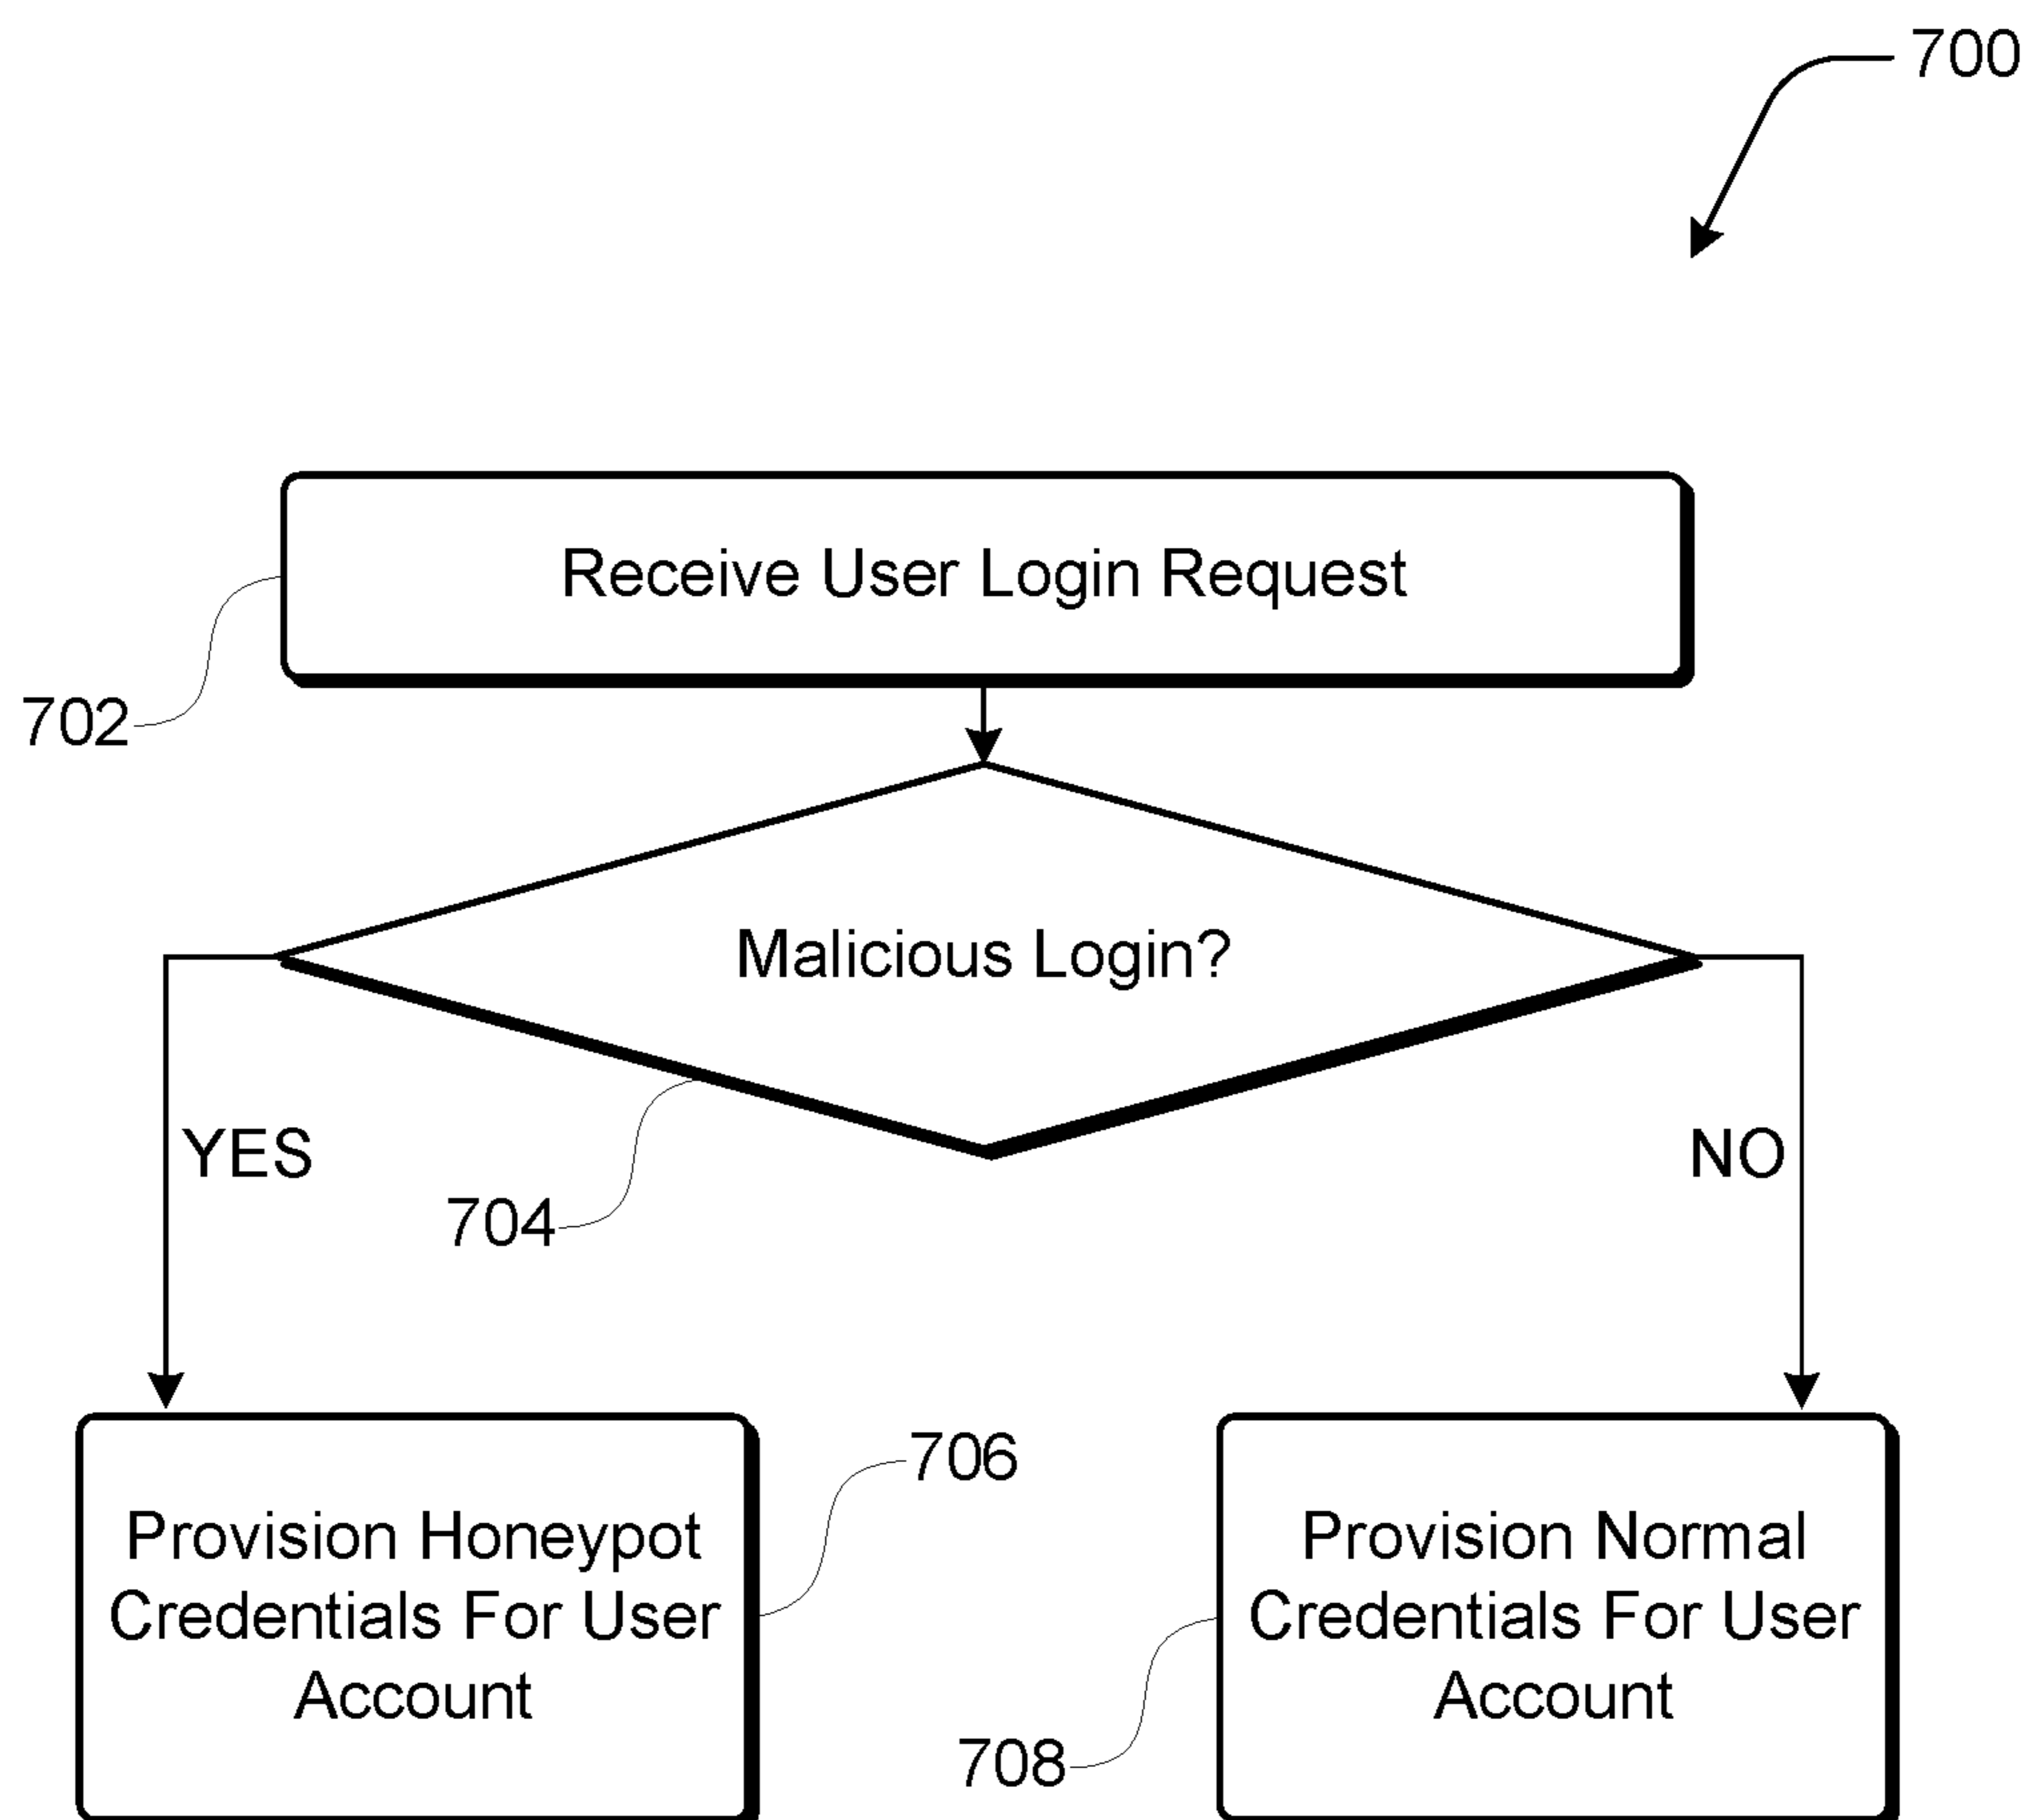 700
Receive User Login Request
702
Malicious Login?
YES
NO
704
706
Provision Honeypot
Credentials For User
Account
Provision Normal
Credentials For User
Account
708